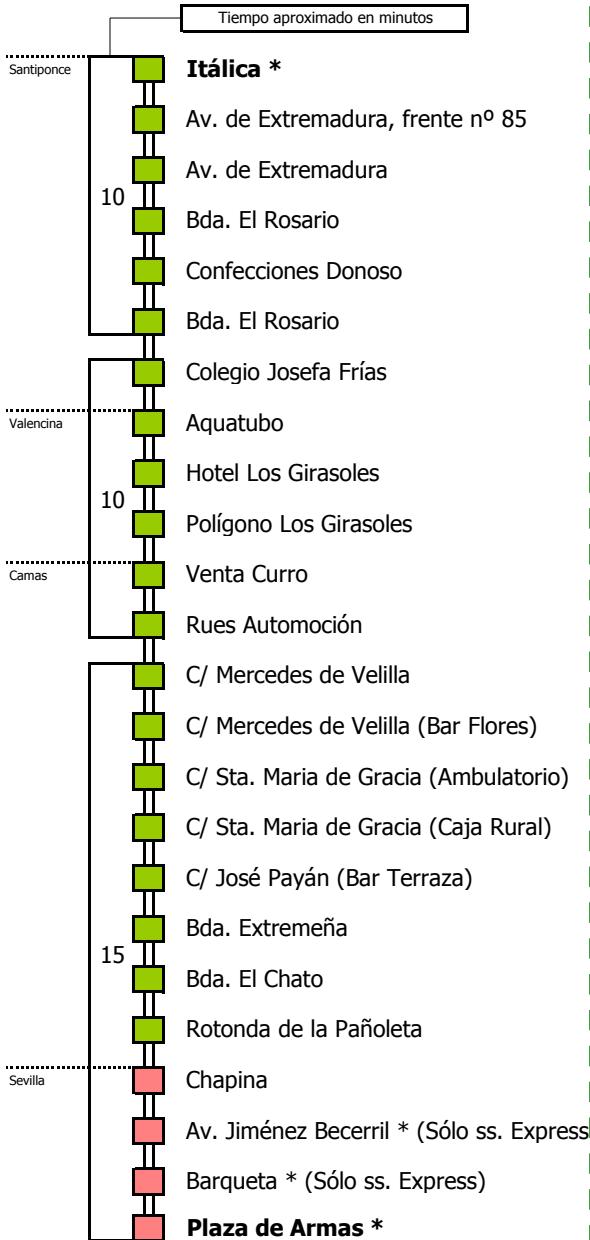 Tiempo aproximado en minutos
Santiponce
Itálica *
Av. de Extremadura, frente nº 85
Av. de Extremadura
10
Bda. El Rosario
Confecciones Donoso
Bda. El Rosario
Colegio Josefa Frías
Valencina
Aquatubo
Hotel Los Girasoles
10
Polígono Los Girasoles
Camas
Venta Curro
Rues Automoción
C/ Mercedes de Velilla
C/ Mercedes de Velilla (Bar Flores)
C/ Sta. Maria de Gracia (Ambulatorio)
C/ Sta. Maria de Gracia (Caja Rural)
C/ José Payán (Bar Terraza)
Bda. Extremeña
15
Bda. El Chato
Rotonda de la Pañoleta
Sevilla
Chapina
Av. Jiménez Becerril * (Sólo ss. Express
Barqueta * (Sólo ss. Express)
Plaza de Armas *